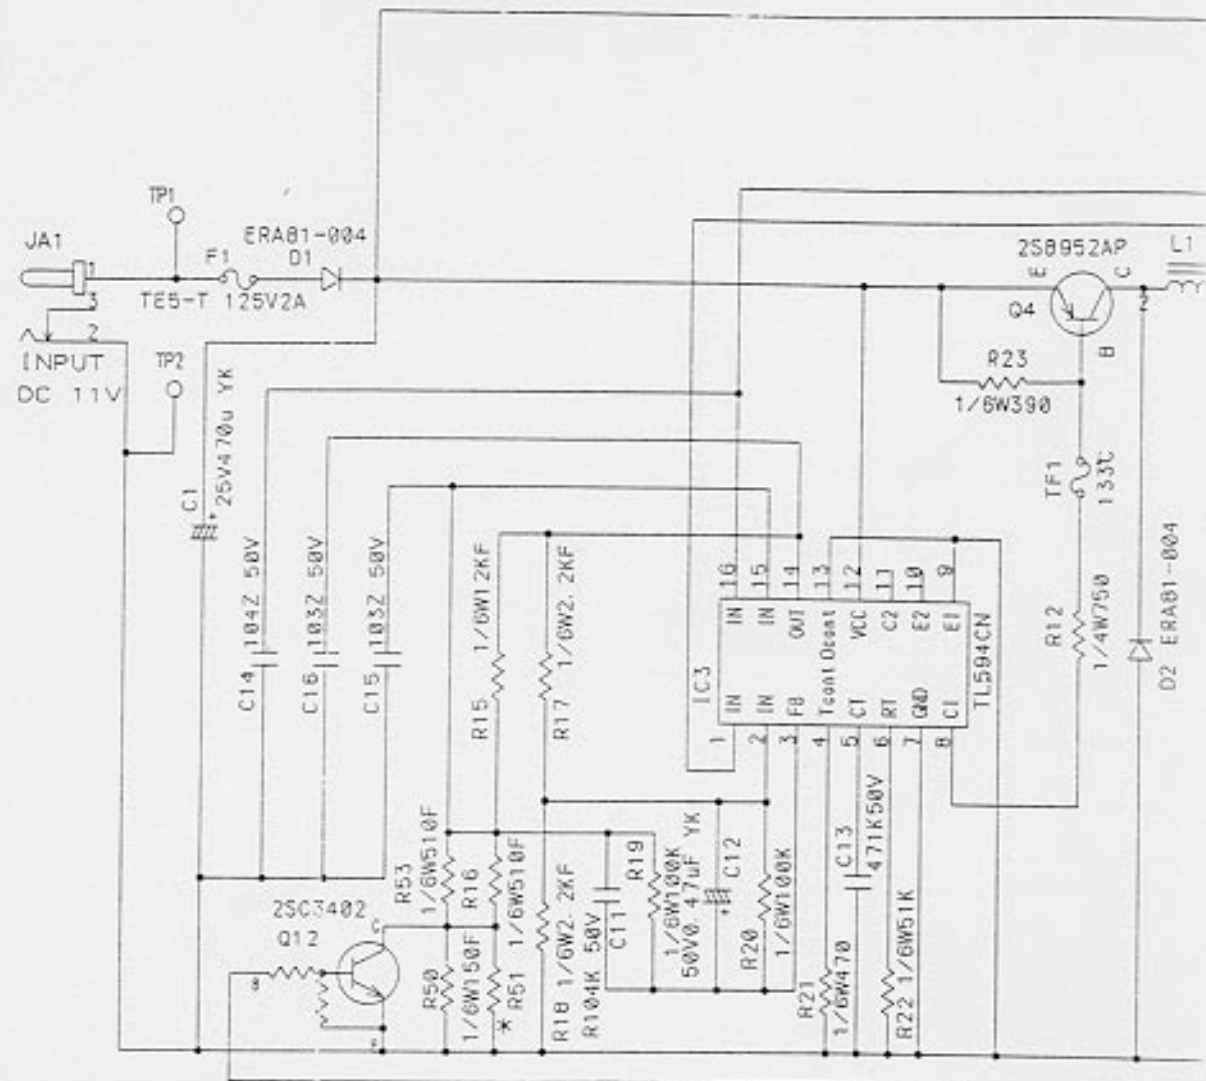 TP1
ERA81-004
JA1
F1
D1
1
TE5-T 125V2A
3
2
INPUT
DC 11V
TP2
2SB952AP
L1
E
C
Q4
2
B
R23
1/6W390
TF1
133℃
C1
+
25V470u YK
C14
104Z 50V
C16
103Z 50V
C15
103Z 50V
R15
1/6W12KF
R17
1/6W2.2KF
16
15
14
13
12
11
10
9
IN
IN
OUT
Ocont
VCC
C2
E2
E1
IC3
TL594CN
IN
IN
FB
Tcont
CT
RT
GND
C1
1
2
3
4
5
6
7
8
R12
1/4W750
D2 ERA81-004
R53
1/6W510F
R16
1/6W510F
R19
1/6W100K
50V0.47uF YK
C12
+
C13
471K50V
2SC3402
Q12
C
B
E
R50
1/6W150F
* R51
R18 1/6W2.2KF
R104K 50V
C11
R20
1/6W100K
R21
1/6W470
R22 1/6W51K